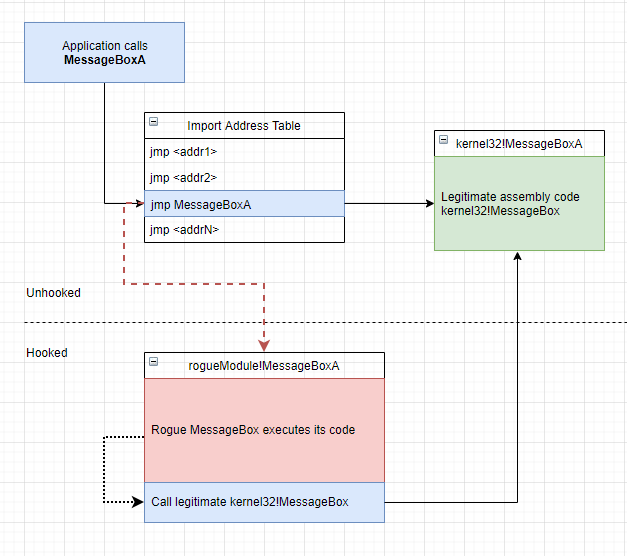 Application calls
MessageBoxA
Import Address Table
jmp <addr1>
jmp <addr2>
jmp MessageBoxA
jmp <addrN>
kernel32!MessageBoxA
Legitimate assembly code
kernel32!MessageBox
Unhooked
Hooked
rogueModule!MessageBoxA
Rogue MessageBox executes its code
Call legitimate kernel32!MessageBox